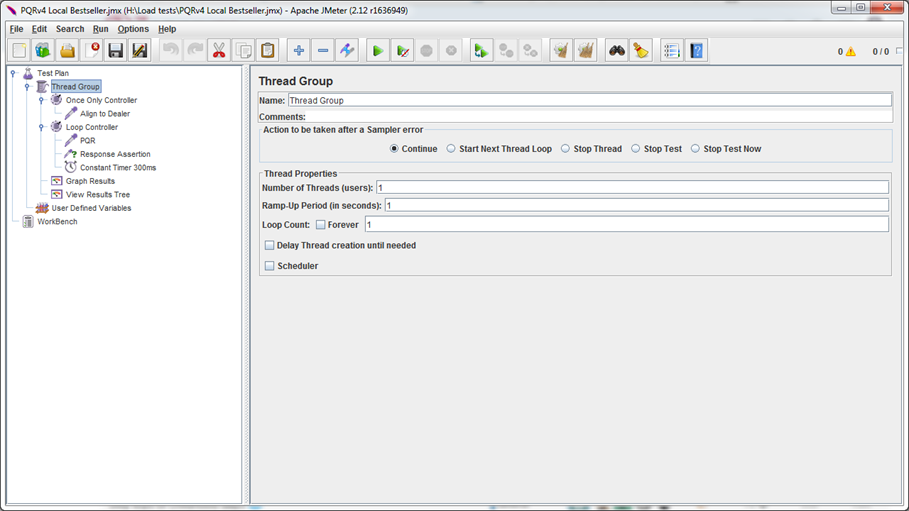 PQRv4 Local Bestseller.jmx (H:\Load tests\PQRv4 Local Bestseller.jmx) - Apache JMeter (2.12 r1636949)
File Edit Search Run Options Help
0 0 / 0
Test Plan
Thread Group
Once Only Controller
Align to Dealer
Loop Controller
PQR
Response Assertion
Constant Timer 300ms
Graph Results
View Results Tree
User Defined Variables
WorkBench
Thread Group
Name: Thread Group
Comments:
Action to be taken after a Sampler error
Continue Start Next Thread Loop Stop Thread Stop Test Stop Test Now
Thread Properties
Number of Threads (users): 1
Ramp-Up Period (in seconds): 1
Loop Count: Forever 1
Delay Thread creation until needed
Scheduler